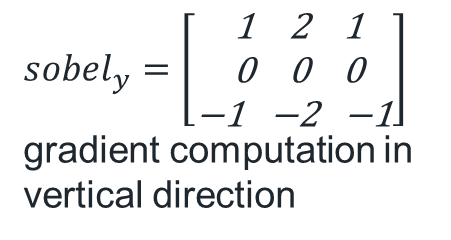 1 2 1
sobel_y = [ 0 0 0 ]
−1 −2 −1
gradient computation in
vertical direction